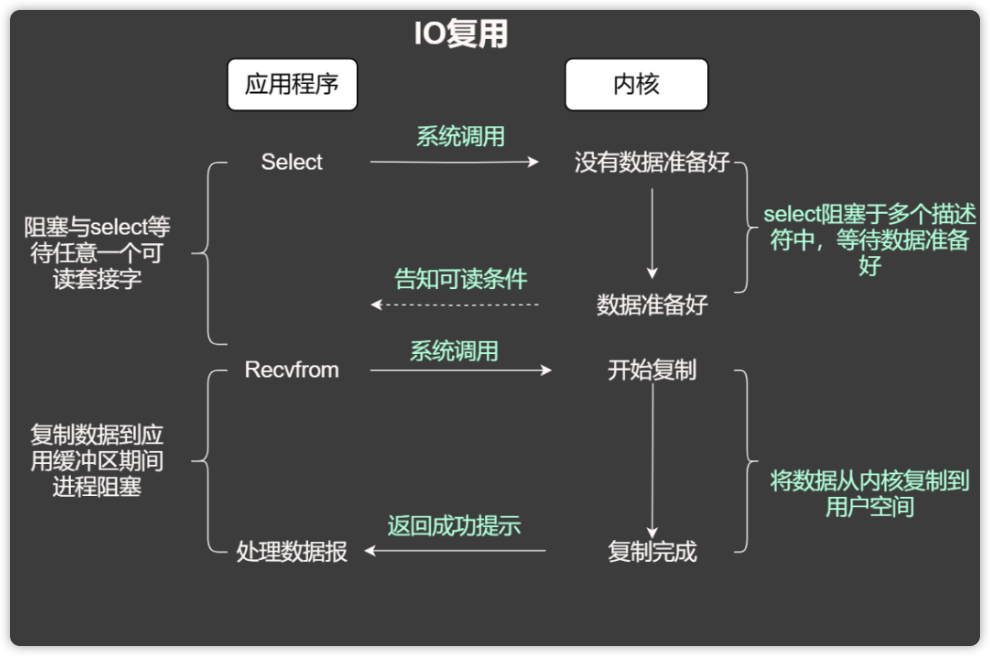 IO复用
应用程序
内核
系统调用
Select
没有数据准备好
阻塞与select等
待任意一个可
读套接字
select阻塞于多个描述
符中，等待数据准备
好
告知可读条件
数据准备好
系统调用
Recvfrom
开始复制
复制数据到应
用缓冲区期间
进程阻塞
将数据从内核复制到
用户空间
返回成功提示
处理数据报
复制完成